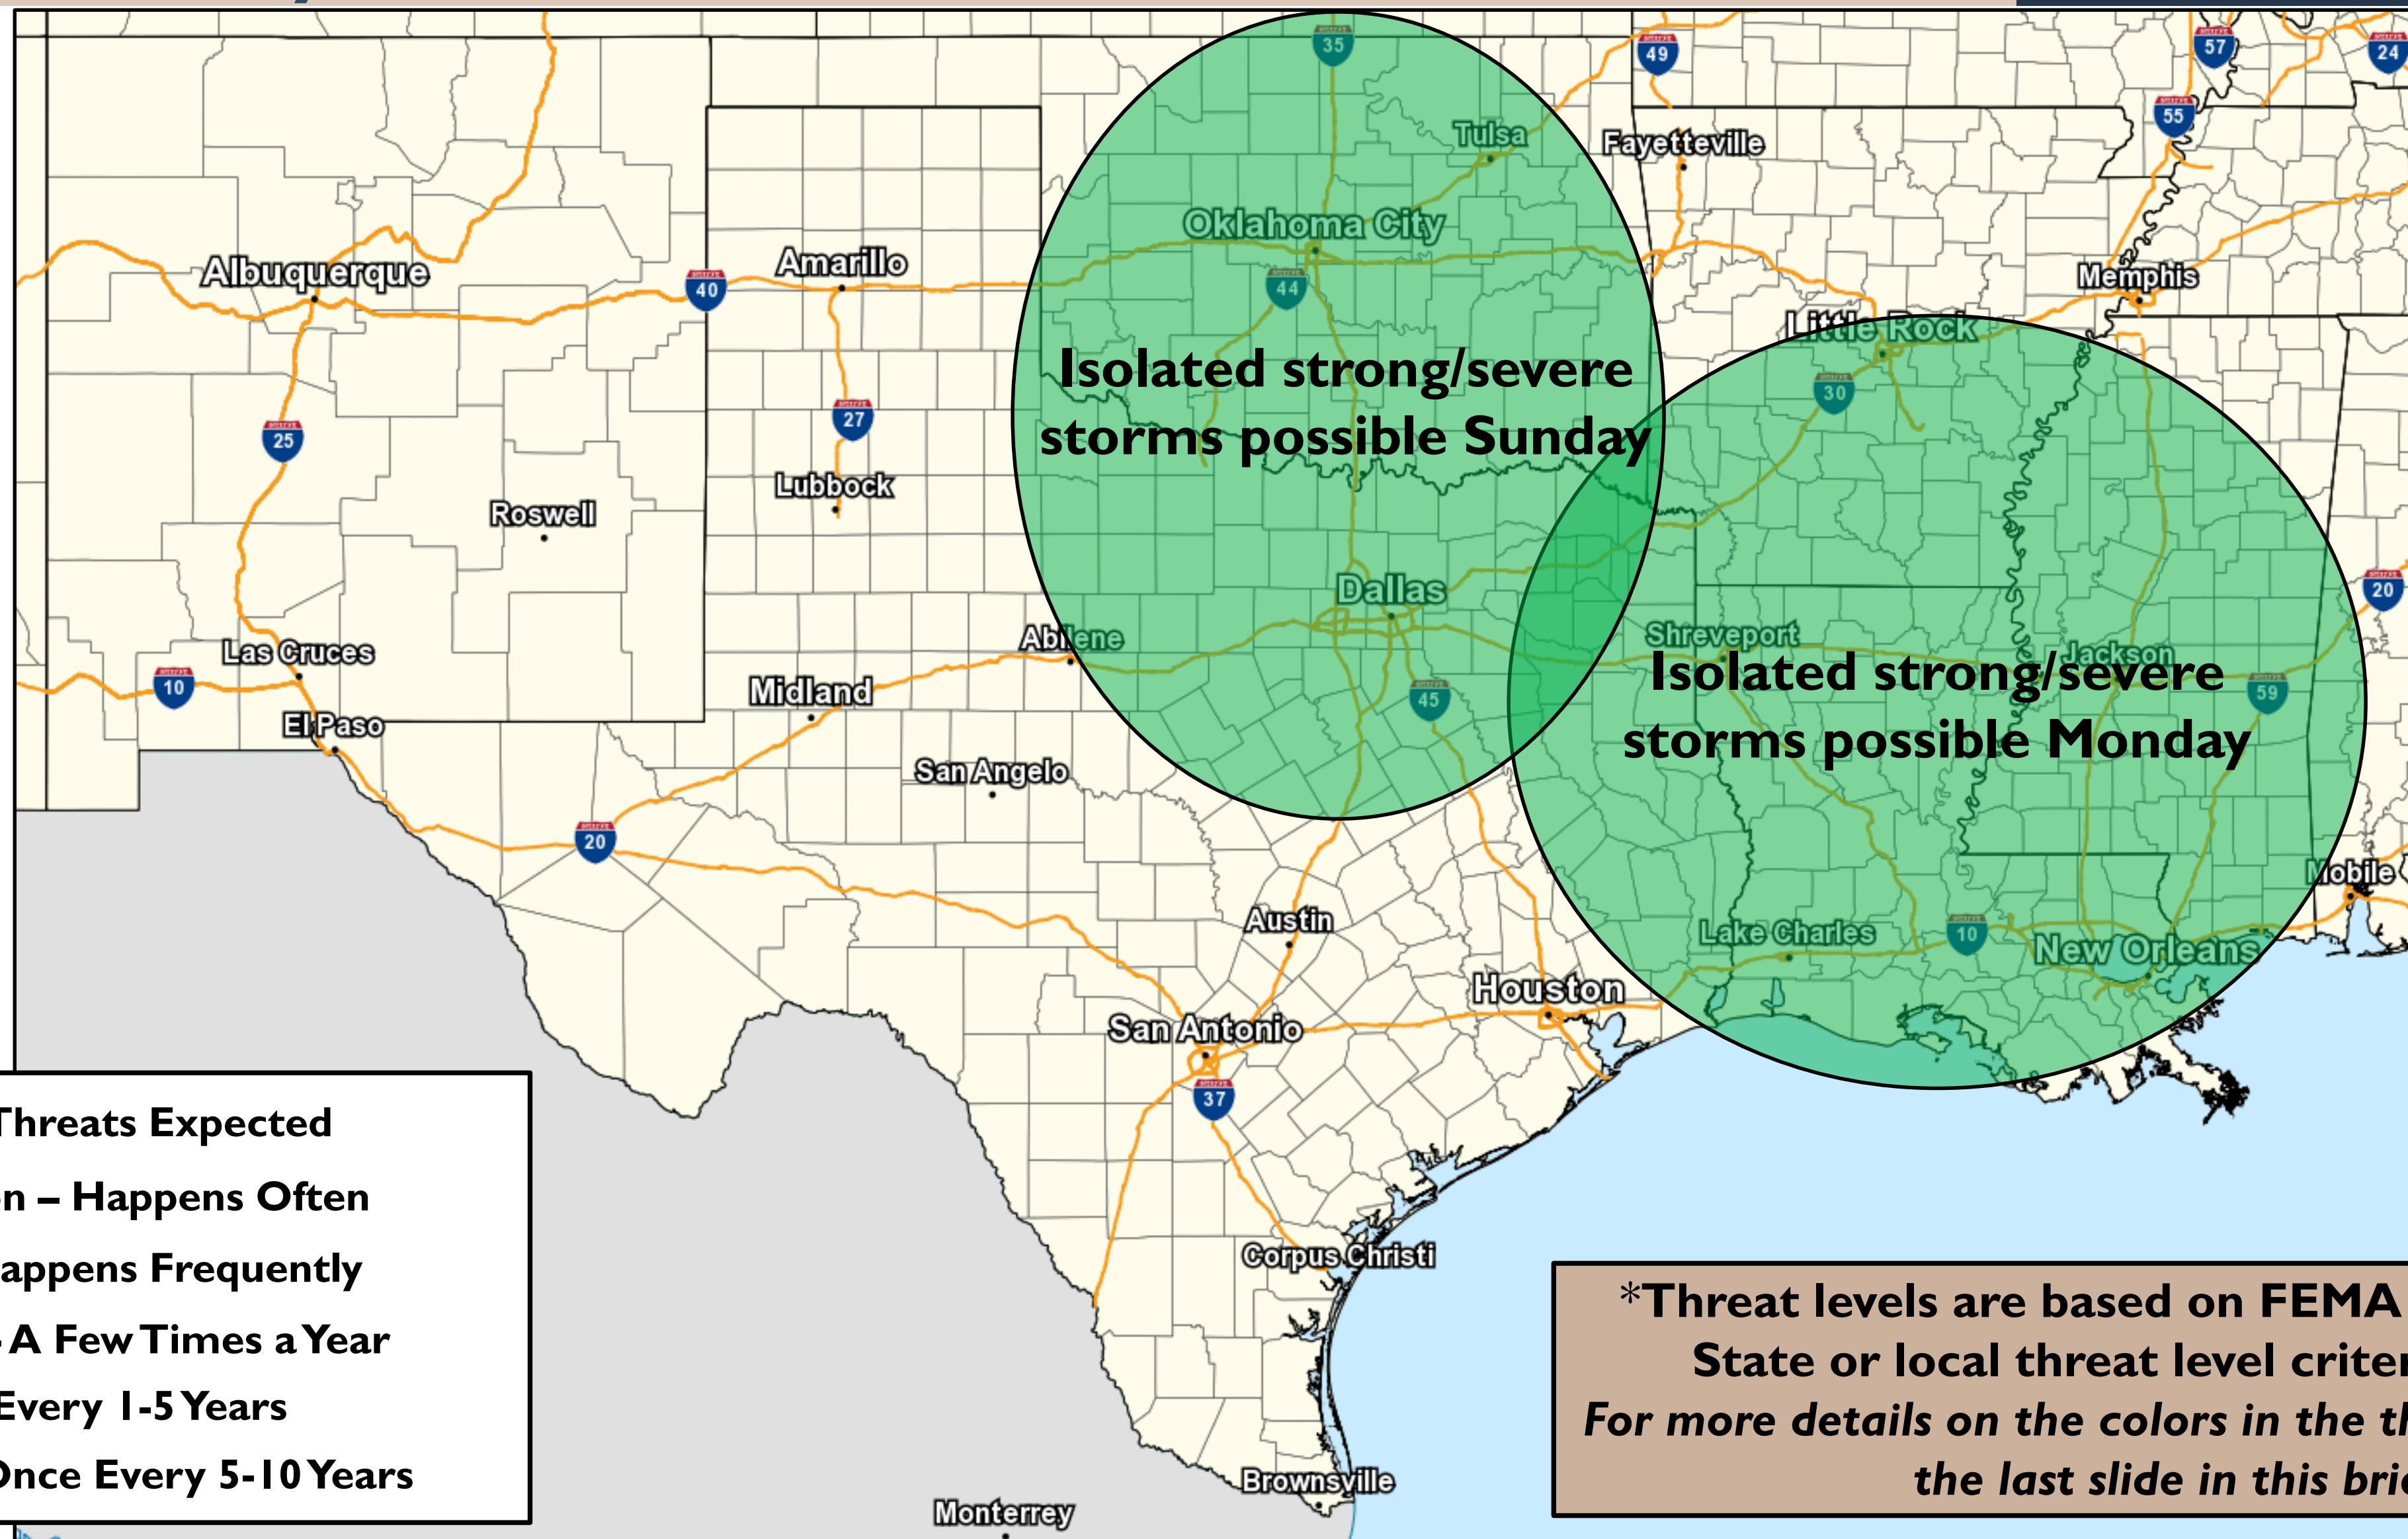 35
49
57
24
55
Tulsa
Fayetteville
Oklahoma City
Albuquerque
40
Amarillo
44
Memphis
Little Rock
Isolated strong/severe
storms possible Sunday
30
27
25
Lubbock
Roswell
Dallas
20
Abilene
Shreveport
Jackson
Las Cruces
10
Midland
45
Isolated strong/severe
storms possible Monday
59
El Paso
San Angelo
20
Mobile
Austin
Lake Charles
10
New Orleans
Houston
San Antonio
37
Threats Expected
n – Happens Often
appens Frequently
- A Few Times a Year
Every 1-5 Years
Once Every 5-10 Years
Corpus Christi
*Threat levels are based on FEMA
State or local threat level criter
For more details on the colors in the th
the last slide in this brie
Brownsville
Monterrey